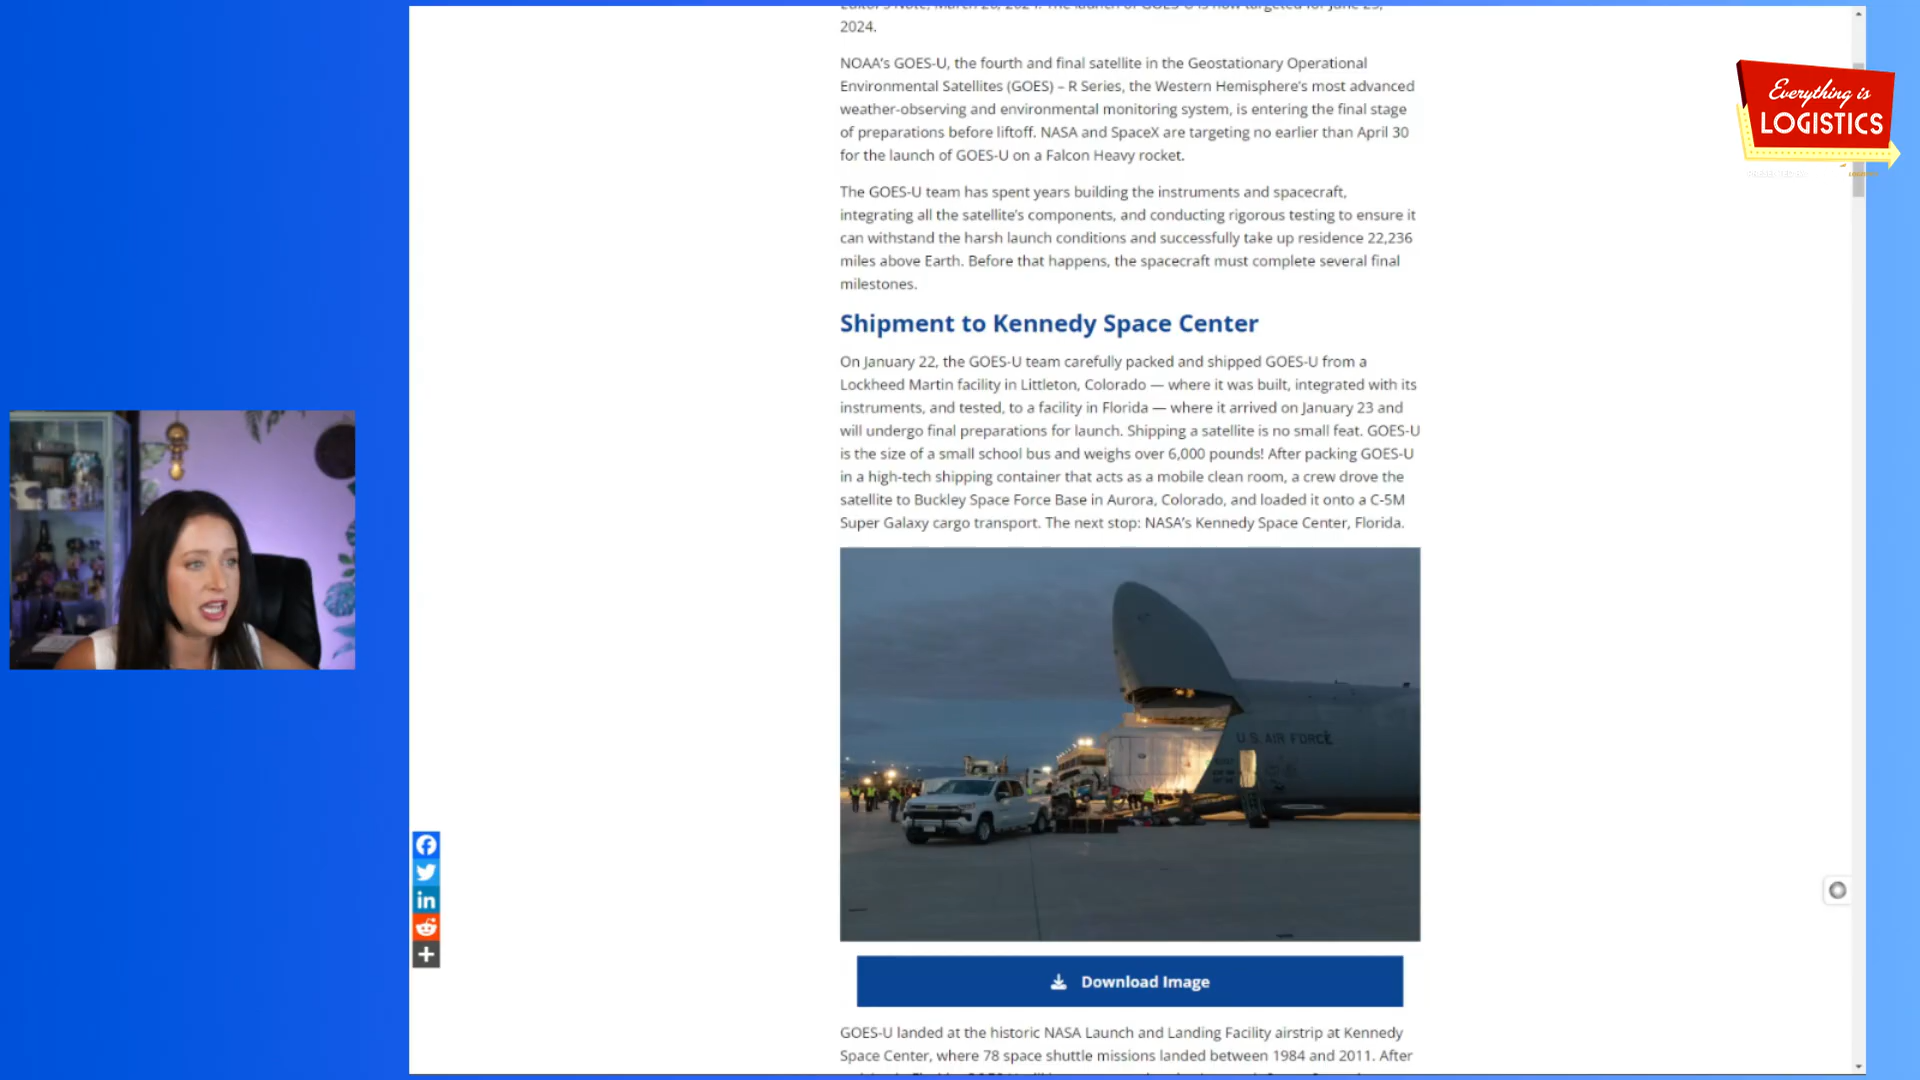 Editor's Note, March 26, 2024: The launch of GOES-U is now targeted for June 25,
2024.
NOAA's GOES-U, the fourth and final satellite in the Geostationary Operational
Environmental Satellites (GOES) – R Series, the Western Hemisphere's most advanced
weather-observing and environmental monitoring system, is entering the final stage
of preparations before liftoff. NASA and SpaceX are targeting no earlier than April 30
for the launch of GOES-U on a Falcon Heavy rocket.
The GOES-U team has spent years building the instruments and spacecraft,
integrating all the satellite's components, and conducting rigorous testing to ensure it
can withstand the harsh launch conditions and successfully take up residence 22,236
miles above Earth. Before that happens, the spacecraft must complete several final
milestones.
Shipment to Kennedy Space Center
On January 22, the GOES-U team carefully packed and shipped GOES-U from a
Lockheed Martin facility in Littleton, Colorado — where it was built, integrated with its
instruments, and tested, to a facility in Florida — where it arrived on January 23 and
will undergo final preparations for launch. Shipping a satellite is no small feat. GOES-U
is the size of a small school bus and weighs over 6,000 pounds! After packing GOES-U
in a high-tech shipping container that acts as a mobile clean room, a crew drove the
satellite to Buckley Space Force Base in Aurora, Colorado, and loaded it onto a C-5M
Super Galaxy cargo transport. The next stop: NASA's Kennedy Space Center, Florida.
U.S. AIR FORCE
Download Image
GOES-U landed at the historic NASA Launch and Landing Facility airstrip at Kennedy
Space Center, where 78 space shuttle missions landed between 1984 and 2011. After
Everything is
LOGISTICS